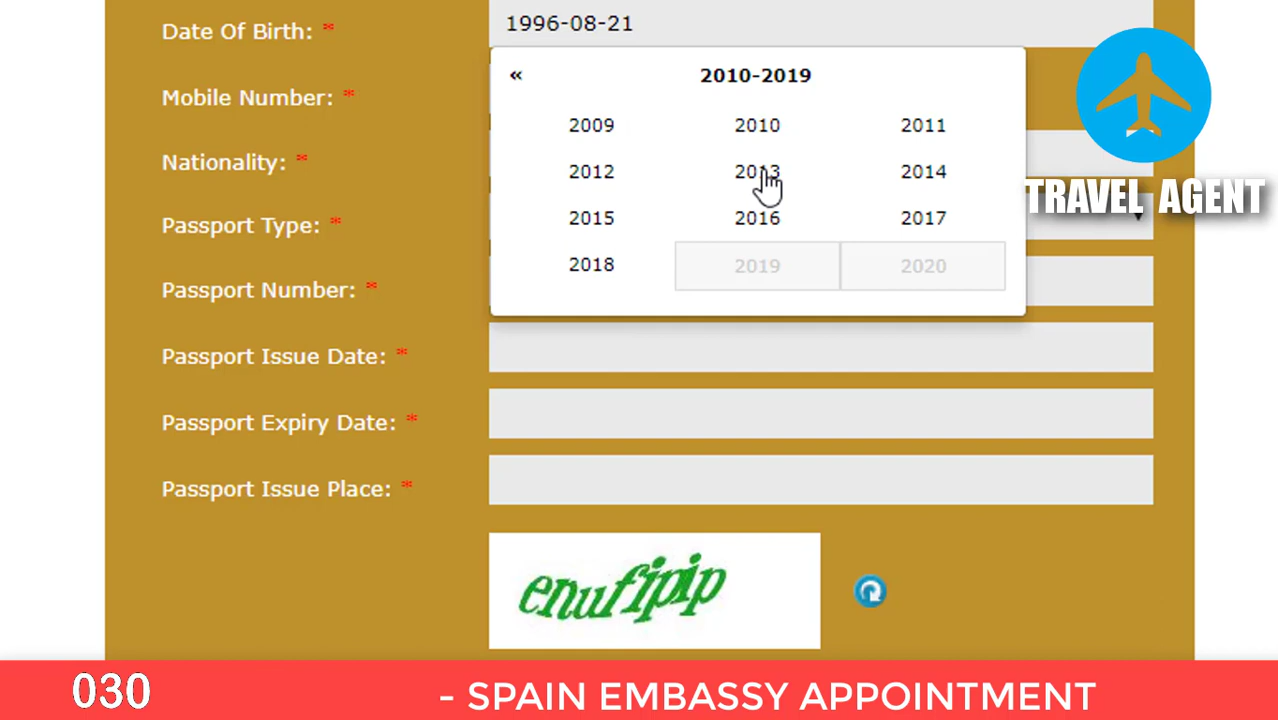 Date Of Birth: *
1996-08-21
«
2010-2019
2009 2010 2011
2012 2013 2014
2015 2016 2017
2018 2019 2020
Mobile Number: *
Nationality: *
Passport Type: *
Passport Number: *
Passport Issue Date: *
Passport Expiry Date: *
Passport Issue Place: *
enufipip
TRAVEL AGENT
030
- SPAIN EMBASSY APPOINTMENT